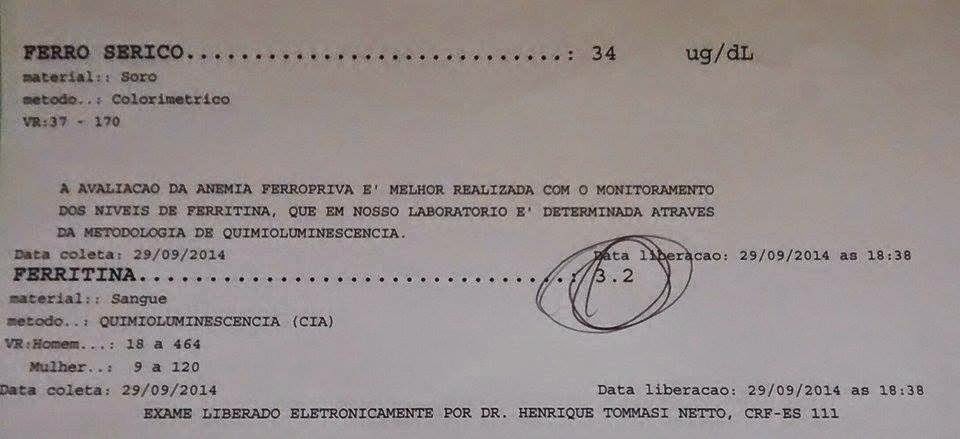 FERRO SERICO..............................: 34 ug/dL
material:: Soro
metodo..: Colorimetrico
VR:37 - 170
A AVALIACAO DA ANEMIA FERROPRIVA E' MELHOR REALIZADA COM O MONITORAMENTO
DOS NIVEIS DE FERRITINA, QUE EM NOSSO LABORATORIO E' DETERMINADA ATRAVES
DA METODOLOGIA DE QUIMIOLUMINESCENCIA.
Data coleta: 29/09/2014 Data liberacao: 29/09/2014 as 18:38
FERRITINA.................................: 3.2
material:: Sangue
metodo..: QUIMIOLUMINESCENCIA (CIA)
VR:Homem...: 18 a 464
Mulher..: 9 a 120
Data coleta: 29/09/2014 Data liberacao: 29/09/2014 as 18:38
EXAME LIBERADO ELETRONICAMENTE POR DR. HENRIQUE TOMMASI NETTO, CRF-ES 111